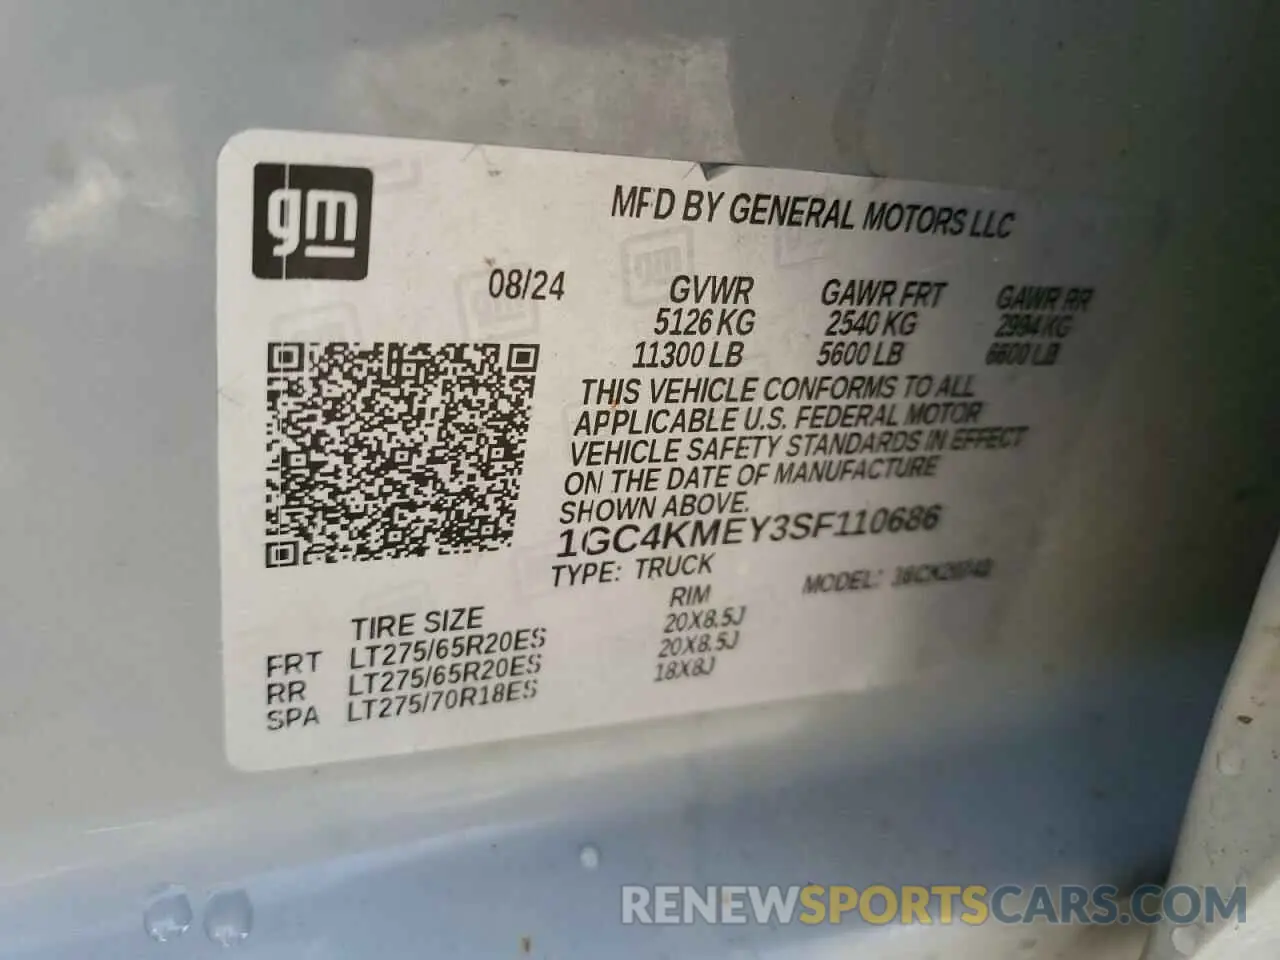 gm
MFD BY GENERAL MOTORS LLC
08/24 GVWR GAWR FRT GAWR RR
5126 KG 2540 KG 2994 KG
11300 LB 5600 LB 6600 LB
THIS VEHICLE CONFORMS TO ALL
APPLICABLE U.S. FEDERAL MOTOR
VEHICLE SAFETY STANDARDS IN EFFECT
ON THE DATE OF MANUFACTURE
SHOWN ABOVE.
1GC4KMEY3SF110686
TYPE: TRUCK MODEL:
TIRE SIZE RIM
FRT LT275/65R20ES 20X8.5J
RR LT275/65R20ES 20X8.5J
SPA LT275/70R18ES 18X8J
RENEWSPORTSCARS.COM